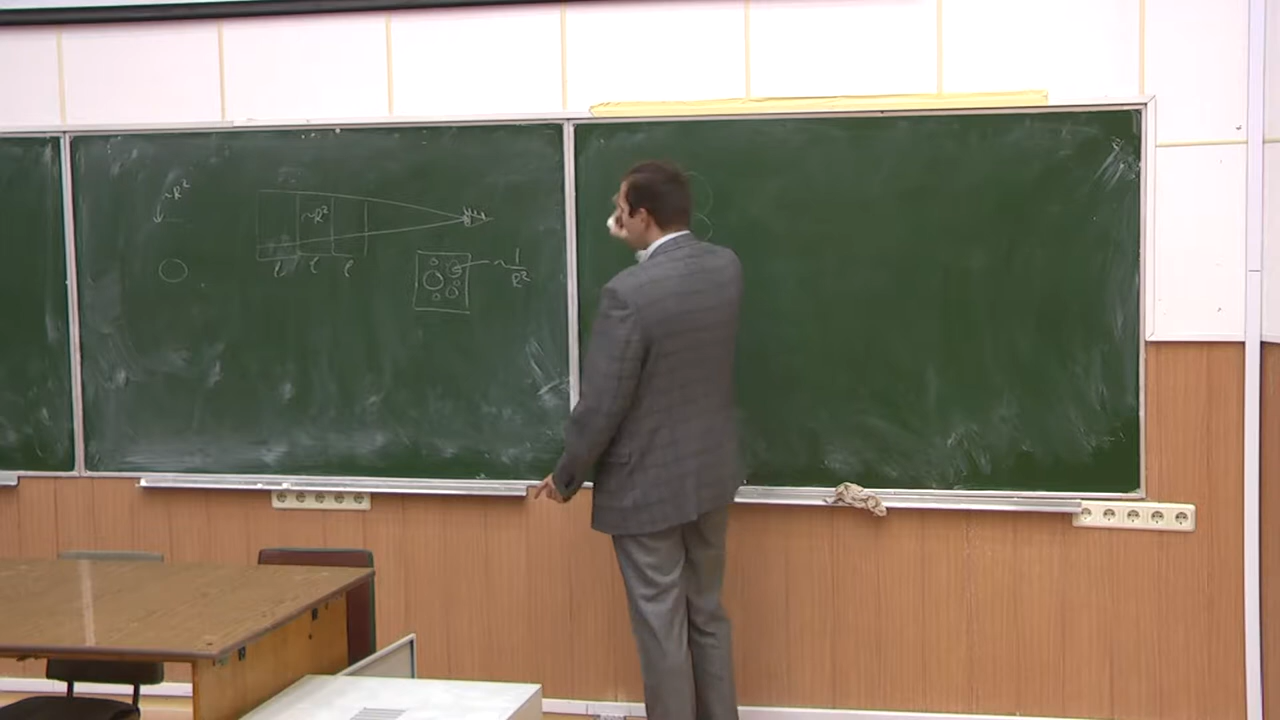 ~R²
~R²
ℓ ℓ ℓ
~ 1/R²